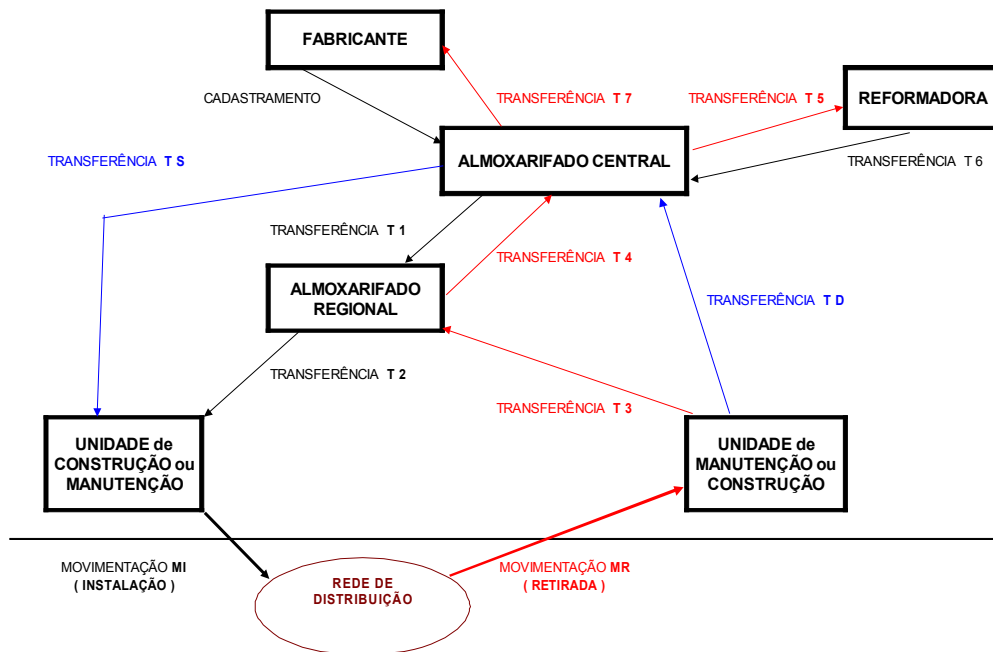 FABRICANTE
CADASTRAMENTO
TRANSFERÊNCIA T 7
TRANSFERÊNCIA T 5
REFORMADORA
TRANSFERÊNCIA T S
ALMOXARIFADO CENTRAL
TRANSFERÊNCIA T 6
TRANSFERÊNCIA T 1
TRANSFERÊNCIA T 4
ALMOXARIFADO
REGIONAL
TRANSFERÊNCIA T D
TRANSFERÊNCIA T 2
TRANSFERÊNCIA T 3
UNIDADE de
CONSTRUÇÃO ou
MANUTENÇÃO
UNIDADE de
MANUTENÇÃO ou
CONSTRUÇÃO
MOVIMENTAÇÃO MI
( INSTALAÇÃO )
REDE DE
DISTRIBUIÇÃO
MOVIMENTAÇÃO MR
( RETIRADA )